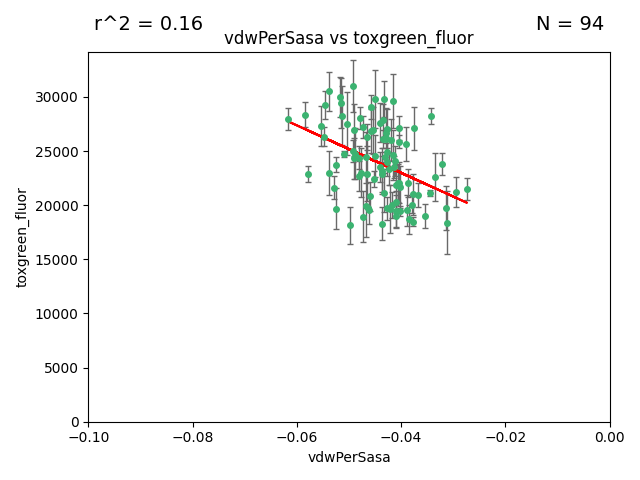 r^2 = 0.16
N = 94
vdwPerSasa vs toxgreen_fluor
toxgreen_fluor
30000
25000
20000
15000
10000
5000
0
−0.10
−0.08
−0.06
−0.04
−0.02
0.00
vdwPerSasa